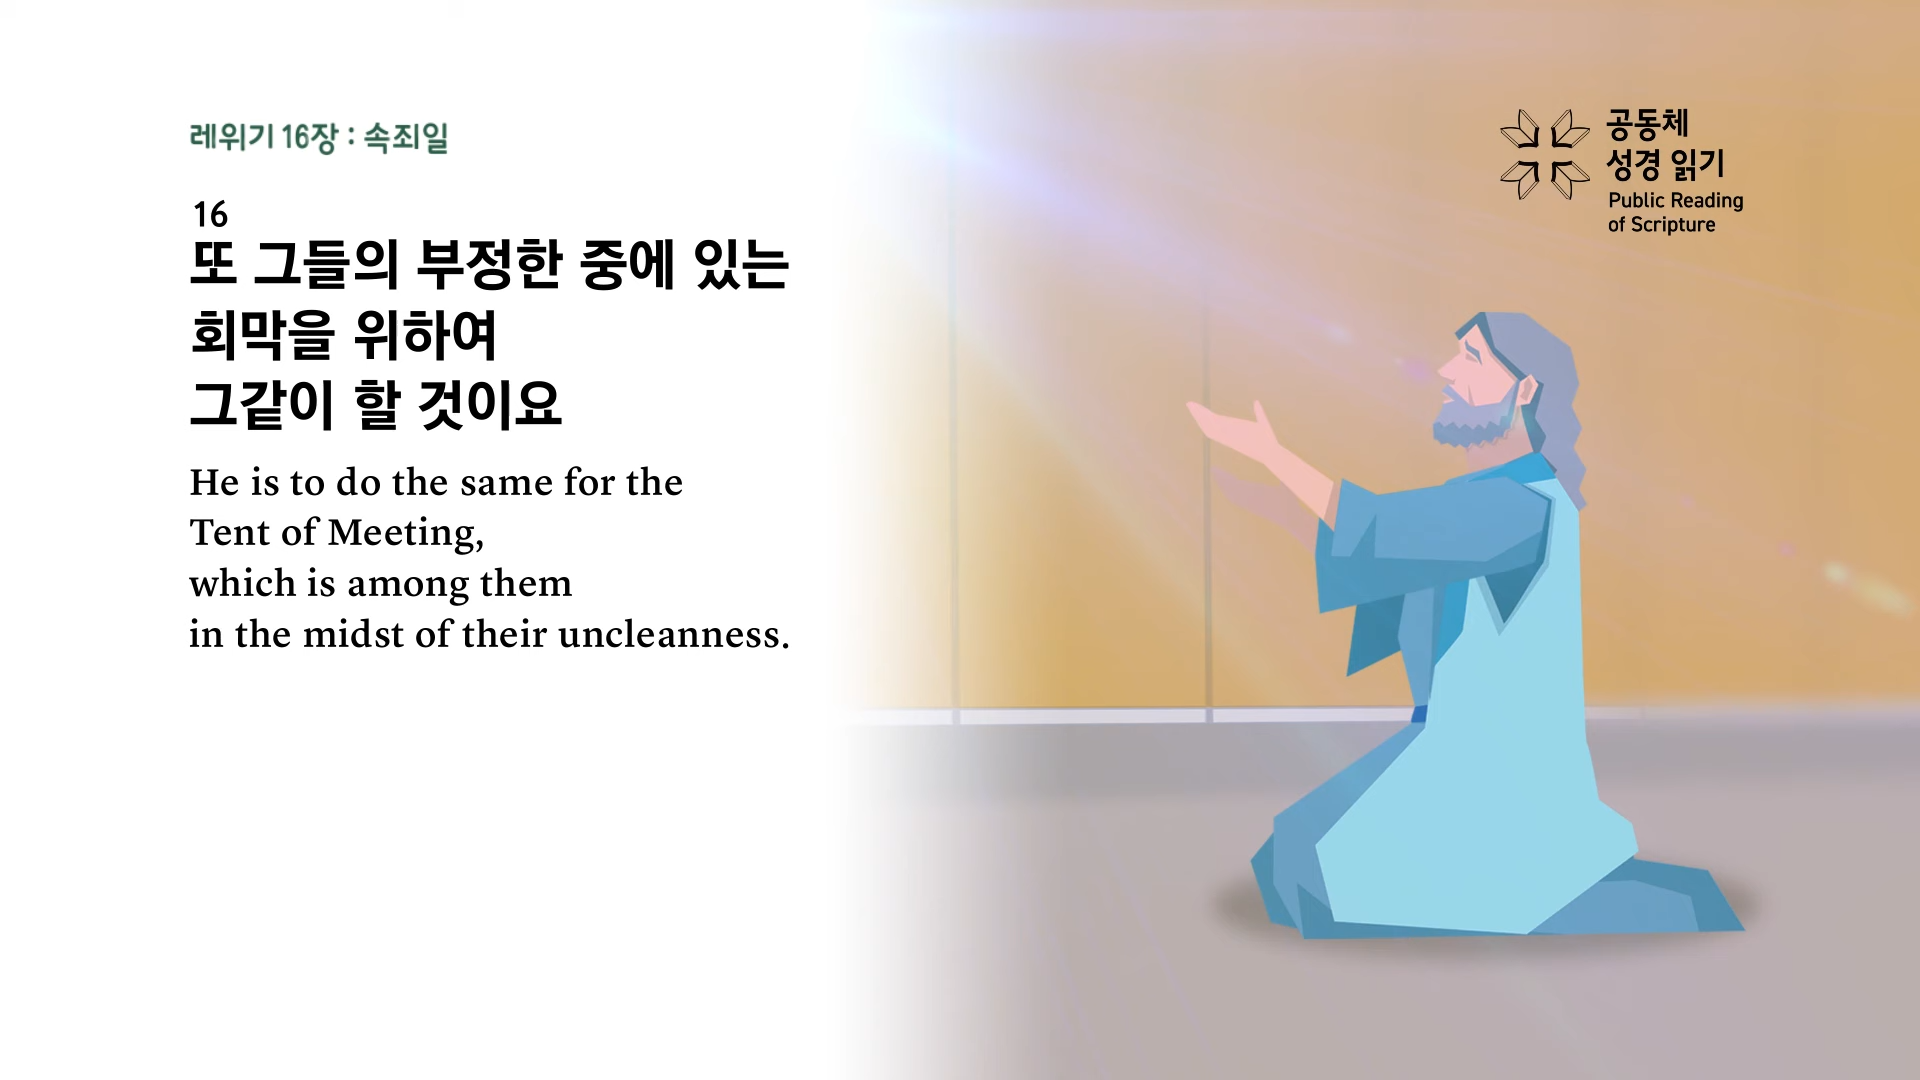 레위기 16장 : 속죄일
16
또 그들의 부정한 중에 있는
회막을 위하여
그같이 할 것이요
He is to do the same for the
Tent of Meeting,
which is among them
in the midst of their uncleanness.
공동체
성경 읽기
Public Reading
of Scripture